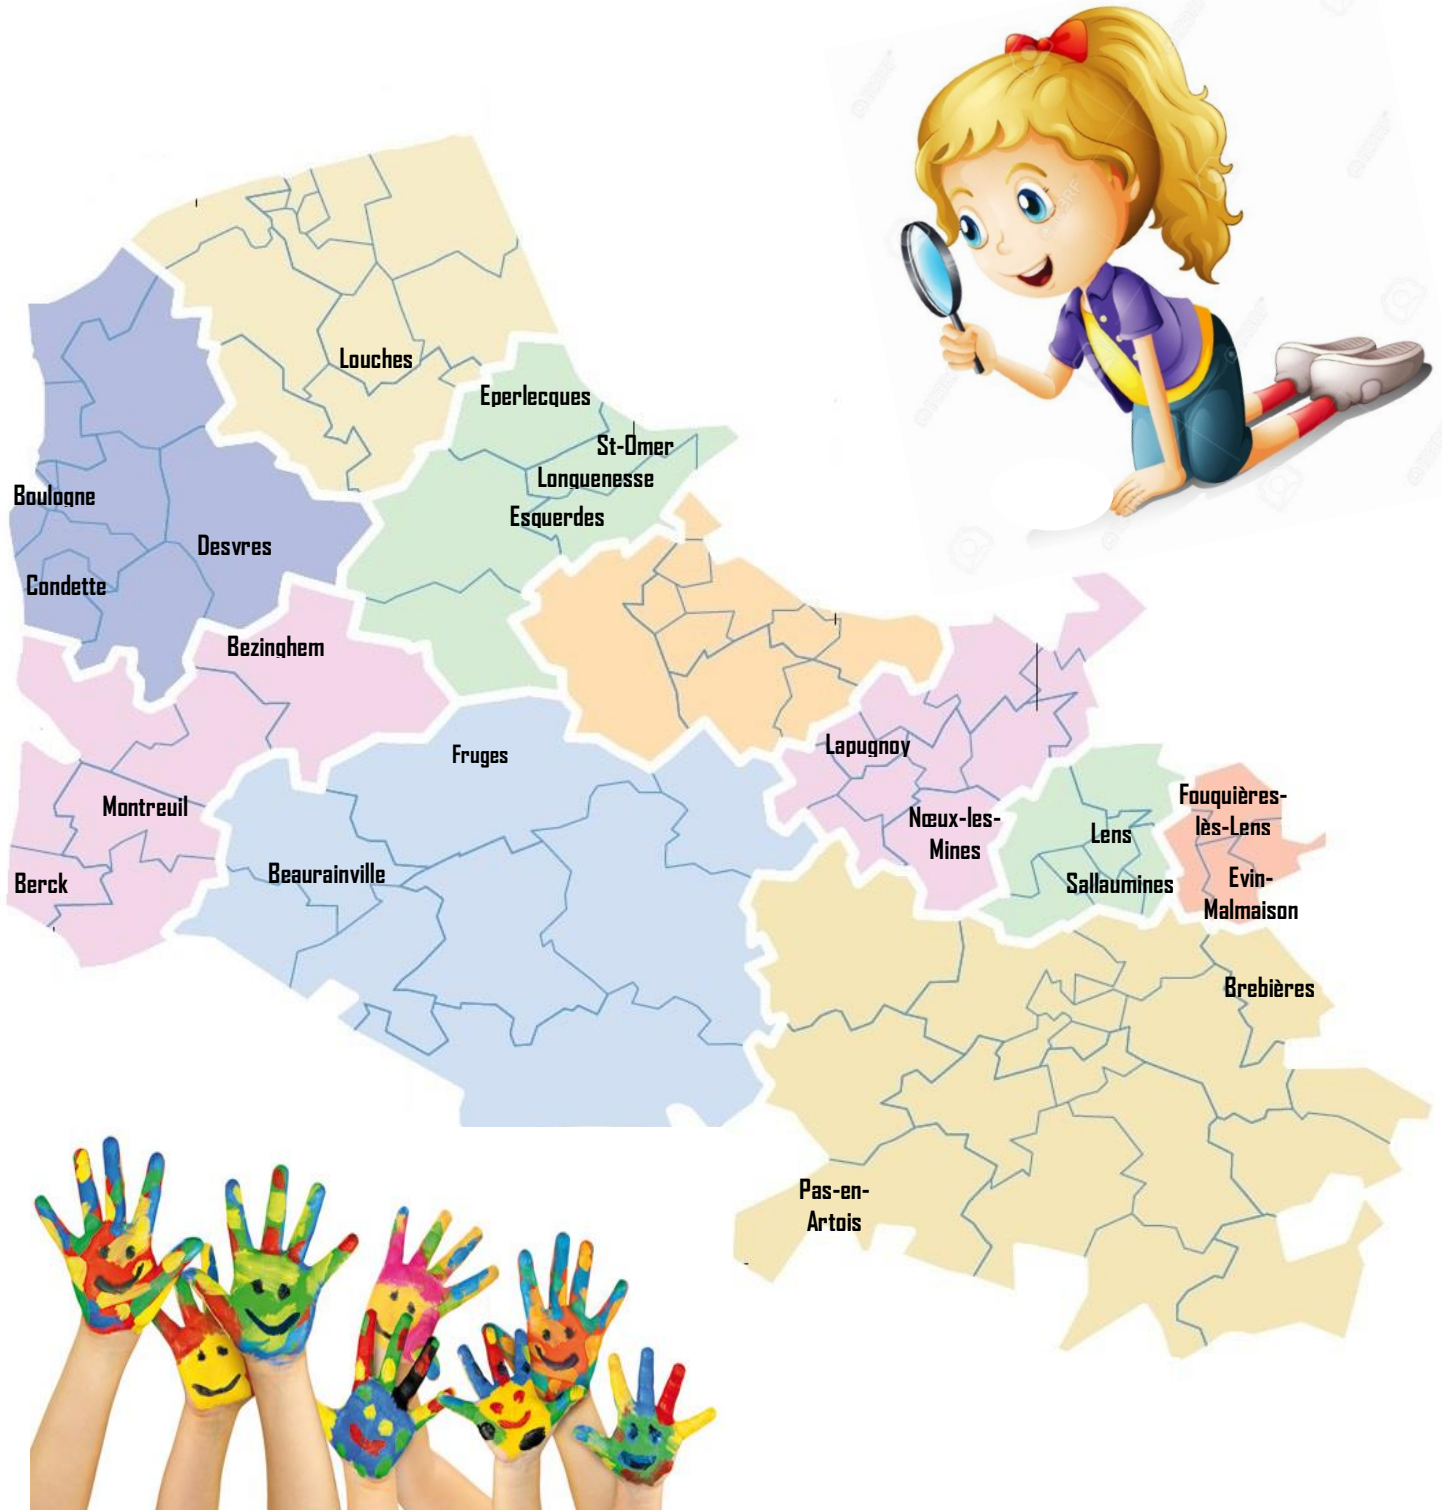 Louches
Eperlecques
St-Omer
Longuenesse
Boulogne
Esquerdes
Desvres
Condette
Bezinghem
Lapugnoy
Fruges
Fouquières-
lès-Lens
Montreuil
Nœux-les-
Mines
Lens
Beaurainville
Berck
Sallaumines
Evin-
Malmaison
Brebières
Pas-en-
Artois